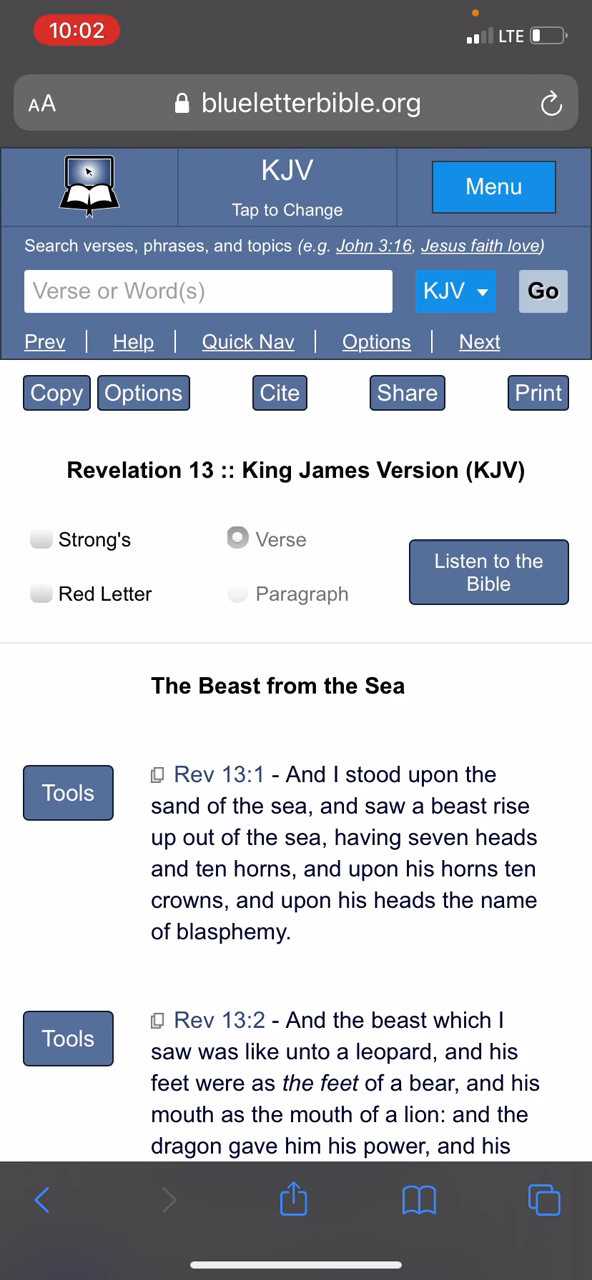 10:02
LTE
AA blueletterbible.org
KJV
Tap to Change
Menu
Search verses, phrases, and topics (e.g. John 3:16, Jesus faith love)
Verse or Word(s) KJV Go
Prev | Help | Quick Nav | Options | Next
Copy Options Cite Share Print
Revelation 13 :: King James Version (KJV)
Strong's Verse
Listen to the
Bible
Red Letter Paragraph
The Beast from the Sea
Tools
Rev 13:1 - And I stood upon the
sand of the sea, and saw a beast rise
up out of the sea, having seven heads
and ten horns, and upon his horns ten
crowns, and upon his heads the name
of blasphemy.
Tools
Rev 13:2 - And the beast which I
saw was like unto a leopard, and his
feet were as the feet of a bear, and his
mouth as the mouth of a lion: and the
dragon gave him his power, and his